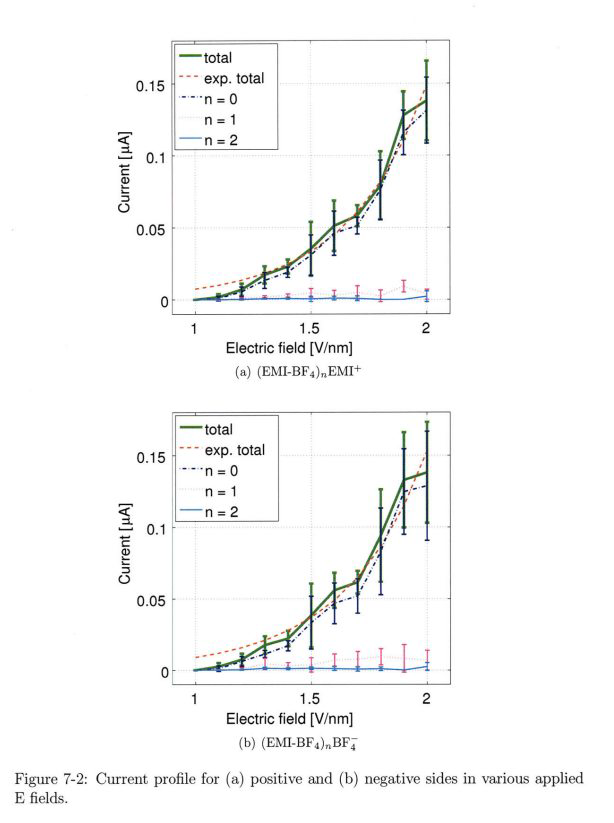 total
exp. total
n = 0
n = 1
n = 2
0.15
0.1
0.05
0
Current [µA]
1
1.5
2
Electric field [V/nm]
(a) (EMI-BF₄)ₙEMI⁺
total
exp. total
n = 0
n = 1
n = 2
0.15
0.1
0.05
0
Current [µA]
1
1.5
2
Electric field [V/nm]
(b) (EMI-BF₄)ₙBF₄⁻
Figure 7-2: Current profile for (a) positive and (b) negative sides in various applied
E fields.